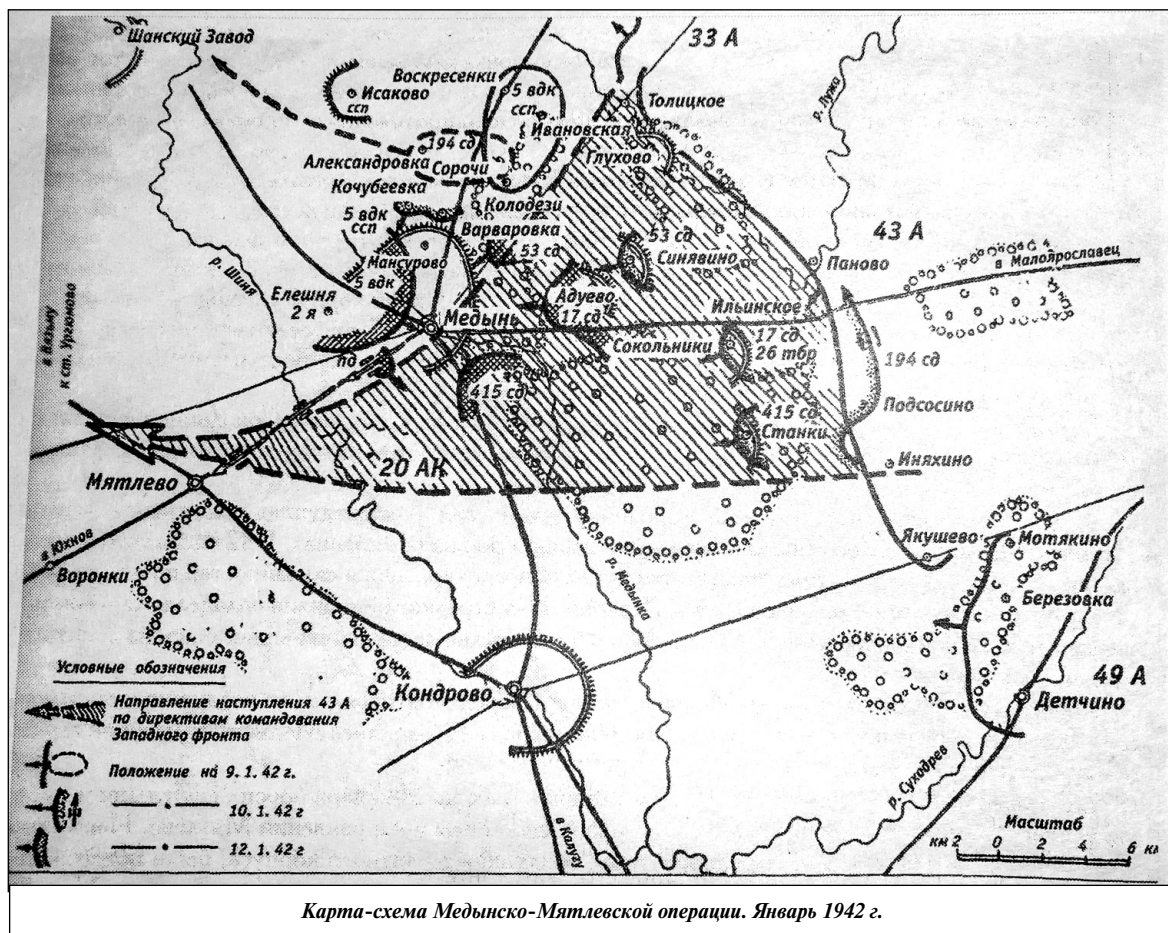 Шанский Завод
33 А
Воскресенки
5 вдк
ссп
Исаково
ссп
Толицкое
р. Лужа
Ивановская
194 сд
Глухово
Александровка
Сорочи
Кочубеевка
Колодези
5 вдк
ссп
Варваровка
53 сд
53 сд
43 А
Мансурово
Синявино
Паново
в Малоярославец
р. Шиня
5 вдк
Елешня
2 я
Адуево
17 сд
Ильинское
Медынь
в Вязьму
к ст. Угрюмово
Сокольники
17 сд
26 тбр
194 сд
пд
415 сд
415 сд
Станки
Подсосино
20 АК
Иняхино
Мятлево
в Юхнов
Якушево
Мотякино
Воронки
р. Медынка
Березовка
Условные обозначения
Кондрово
49 А
Детчино
Направление наступления 43 А
по директивам командования
Западного фронта
Положение на 9. 1. 42 г.
10. 1. 42 г
12. 1. 42 г
р. Суходрев
в Калугу
Масштаб
км 2 0 2 4 6 км
Карта-схема Медынско-Мятлевской операции. Январь 1942 г.